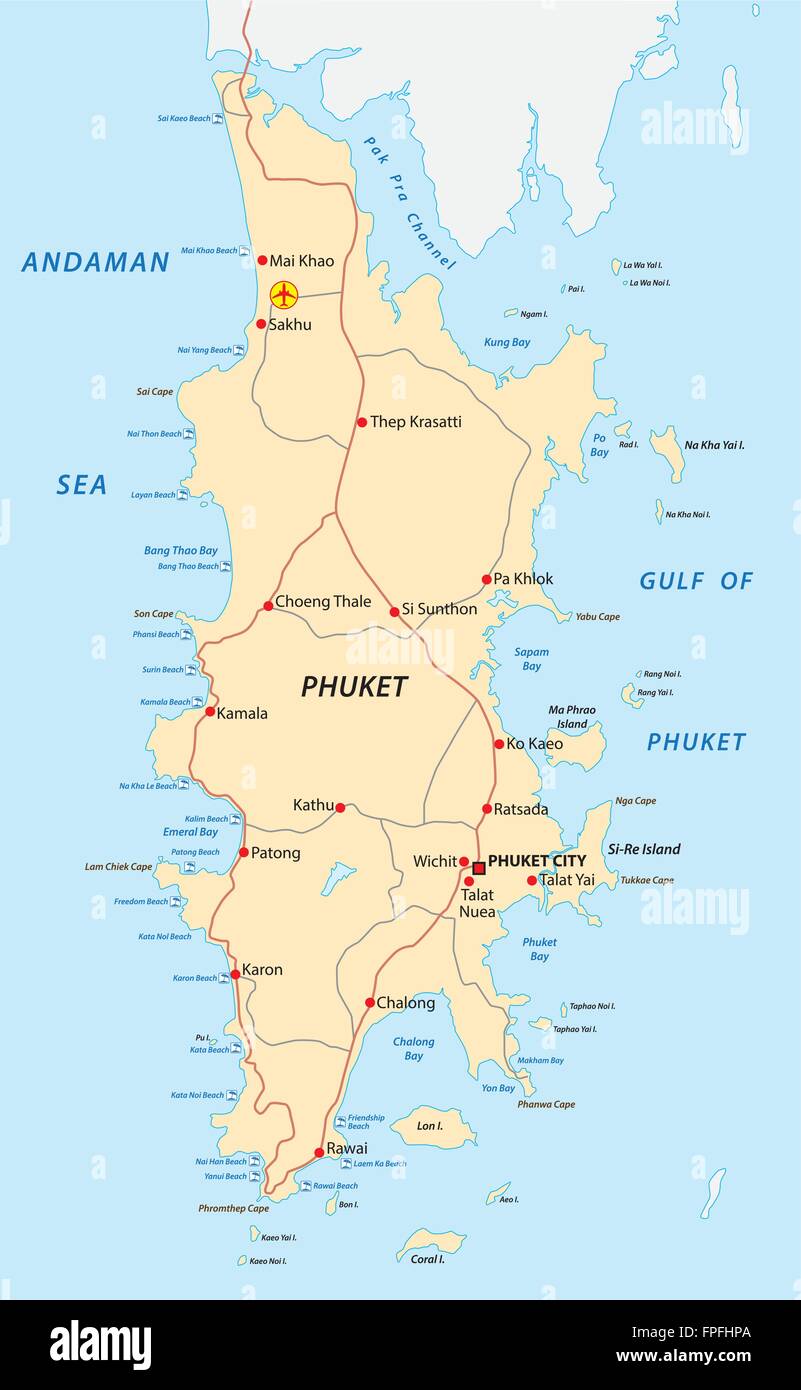 Sai Kaeo Beach
Pak Pra Channel
alamy
ANDAMAN
Mai Khao Beach
Mai Khao
La Wa Yal I.
La Wa Noi I.
Pai I.
Ngam I.
Sakhu
Nai Yang Beach
Kung Bay
Sai Cape
Thep Krasatti
Nai Thon Beach
Po
Bay
Rad I.
Na Kha Yai I.
SEA
Layan Beach
Na Kha Noi I.
Bang Thao Bay
Bang Thao Beach
Pa Khlok
GULF OF
Choeng Thale
Si Sunthon
Son Cape
Yabu Cape
Phansi Beach
alamy
Sapam
Bay
Surin Beach
Rang Noi I.
PHUKET
Rang Yai I.
Kamala Beach
Kamala
Ma Phrao
Island
Ko Kaeo
PHUKET
Na Kha Le Beach
Kathu
Ratsada
Nga Cape
Kalim Beach
Emeral Bay
Patong Beach
Patong
Si-Re Island
Wichit
PHUKET CITY
Lam Chiek Cape
Talat Yai
Tukkae Cape
Talat
Nuea
Freedom Beach
alamy
Kata Nol Beach
Phuket
Bay
Karon
Karon Beach
Chalong
Taphao Noi I.
Taphao Yai I.
Pu I.
Kata Beach
Chalong
Bay
Makham Bay
Yon Bay
Kata Noi Beach
Phanwa Cape
Friendship
Beach
Lon I.
Rawai
Nai Han Beach
Laem Ka Beach
Yanui Beach
Rawai Beach
Phromthep Cape
Bon I.
Aeo I.
Kaeo Yai I.
Kaeo Noi I.
Coral I.
alamy
Image ID: FPFHPA
www.alamy.com